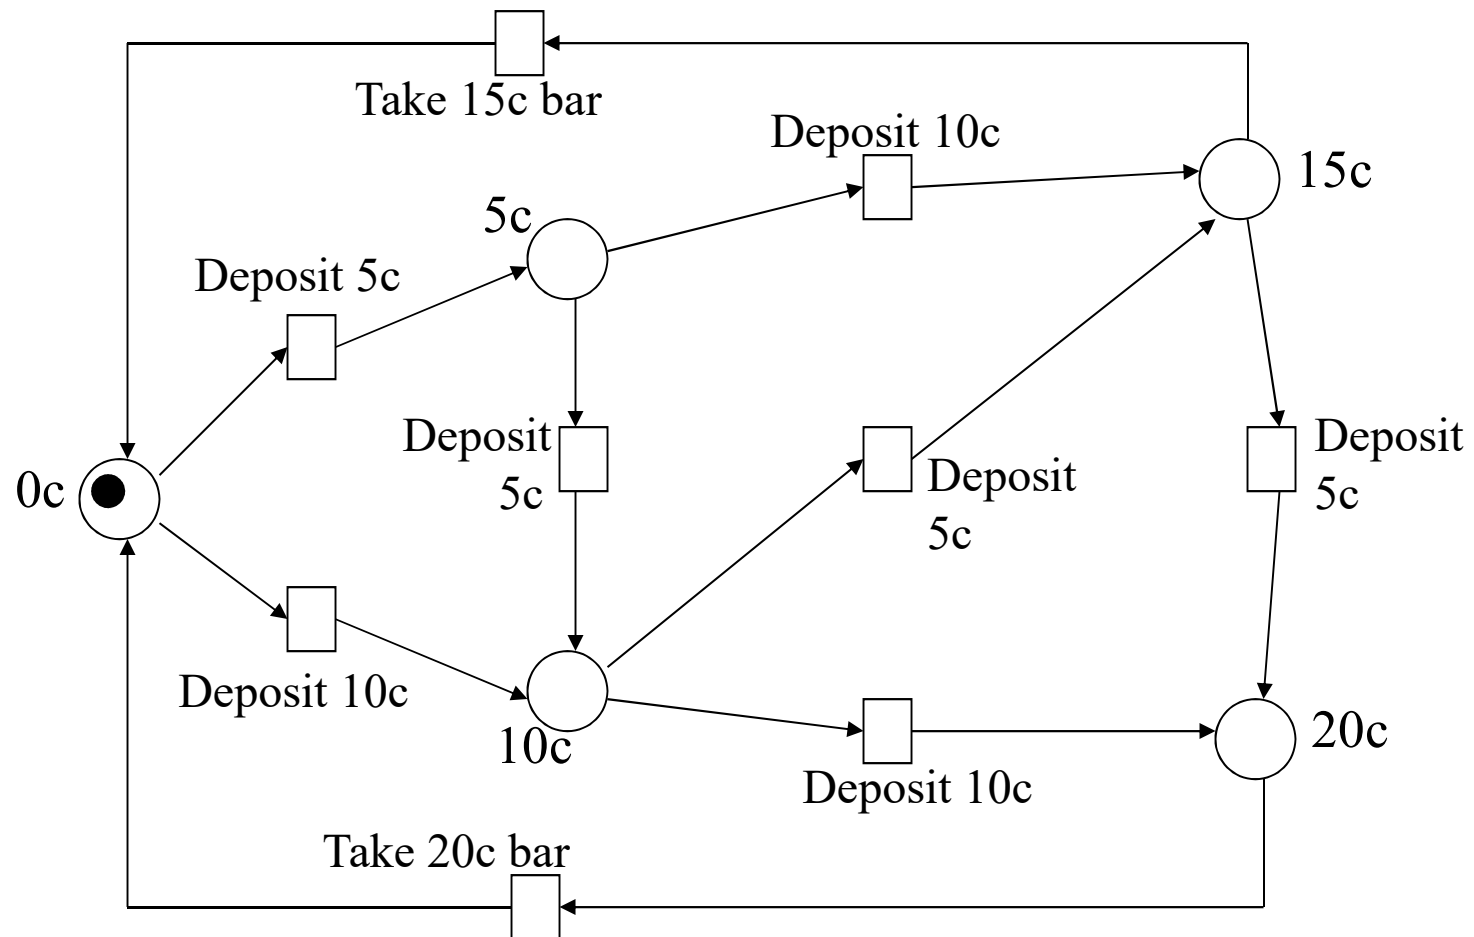 Take 15c bar
Deposit 10c
15c
5c
Deposit 5c
Deposit
5c
Deposit
5c
Deposit
5c
0c
Deposit 10c
10c
20c
Deposit 10c
Take 20c bar